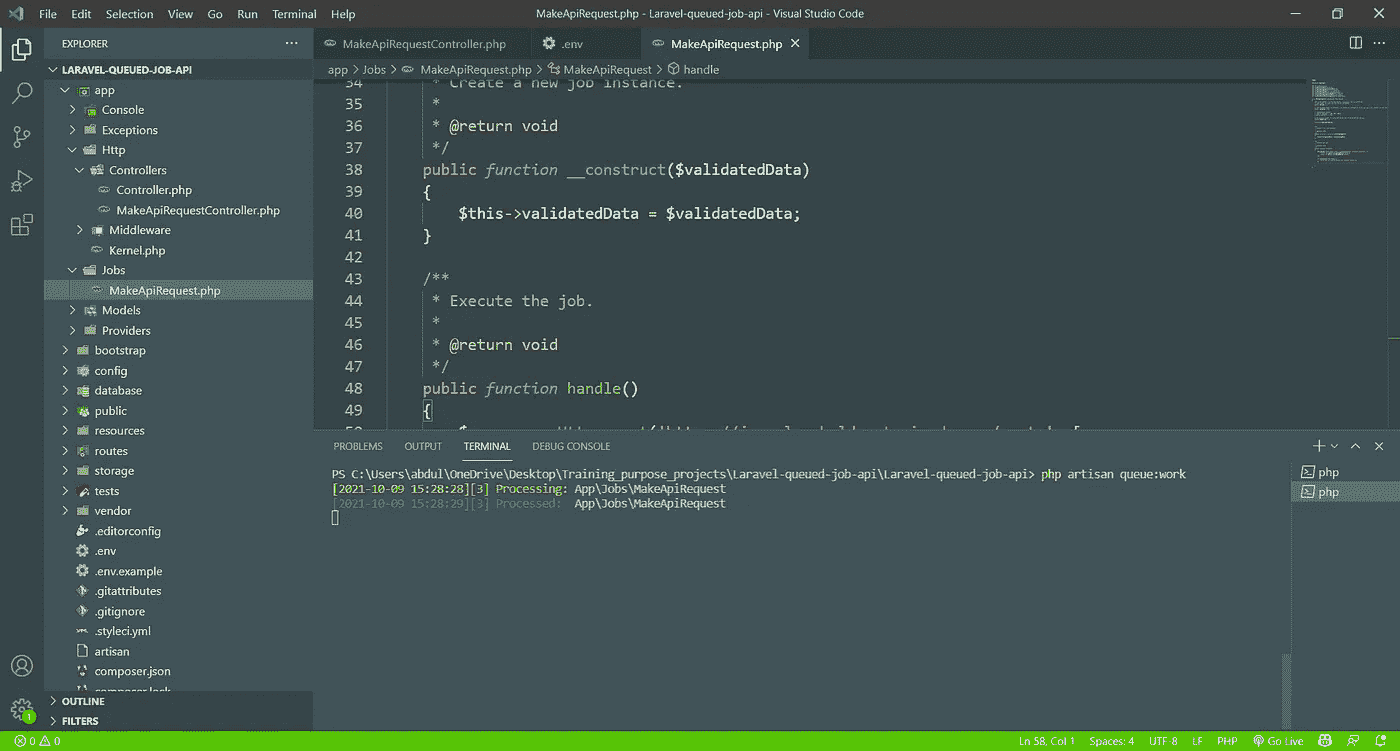 File Edit Selection View Go Run Terminal Help MakeApiRequest.php - Laravel-queued-job-api - Visual Studio Code
EXPLORER
LARAVEL-QUEUED-JOB-API
app
Console
Exceptions
Http
Controllers
Controller.php
MakeApiRequestController.php
Middleware
Kernel.php
Jobs
MakeApiRequest.php
Models
Providers
bootstrap
config
database
public
resources
routes
storage
tests
vendor
.editorconfig
.env
.env.example
.gitattributes
.gitignore
.styleci.yml
artisan
composer.json
composer.lock
OUTLINE
FILTERS
MakeApiRequestController.php .env MakeApiRequest.php
app > Jobs > MakeApiRequest.php > MakeApiRequest > handle
34 * Create a new job instance.
35 *
36 * @return void
37 */
38 public function __construct($validatedData)
39 {
40 $this->validatedData = $validatedData;
41 }
42
43 /**
44 * Execute the job.
45 *
46 * @return void
47 */
48 public function handle()
49 {
PROBLEMS OUTPUT TERMINAL DEBUG CONSOLE
PS C:\Users\abdul\OneDrive\Desktop\Training_purpose_projects\Laravel-queued-job-api\Laravel-queued-job-api> php artisan queue:work
[2021-10-09 15:28:28][3] Processing: App\Jobs\MakeApiRequest
[2021-10-09 15:28:29][3] Processed: App\Jobs\MakeApiRequest
php
php
1
0 0 Ln 58, Col 1 Spaces: 4 UTF-8 LF PHP Go Live